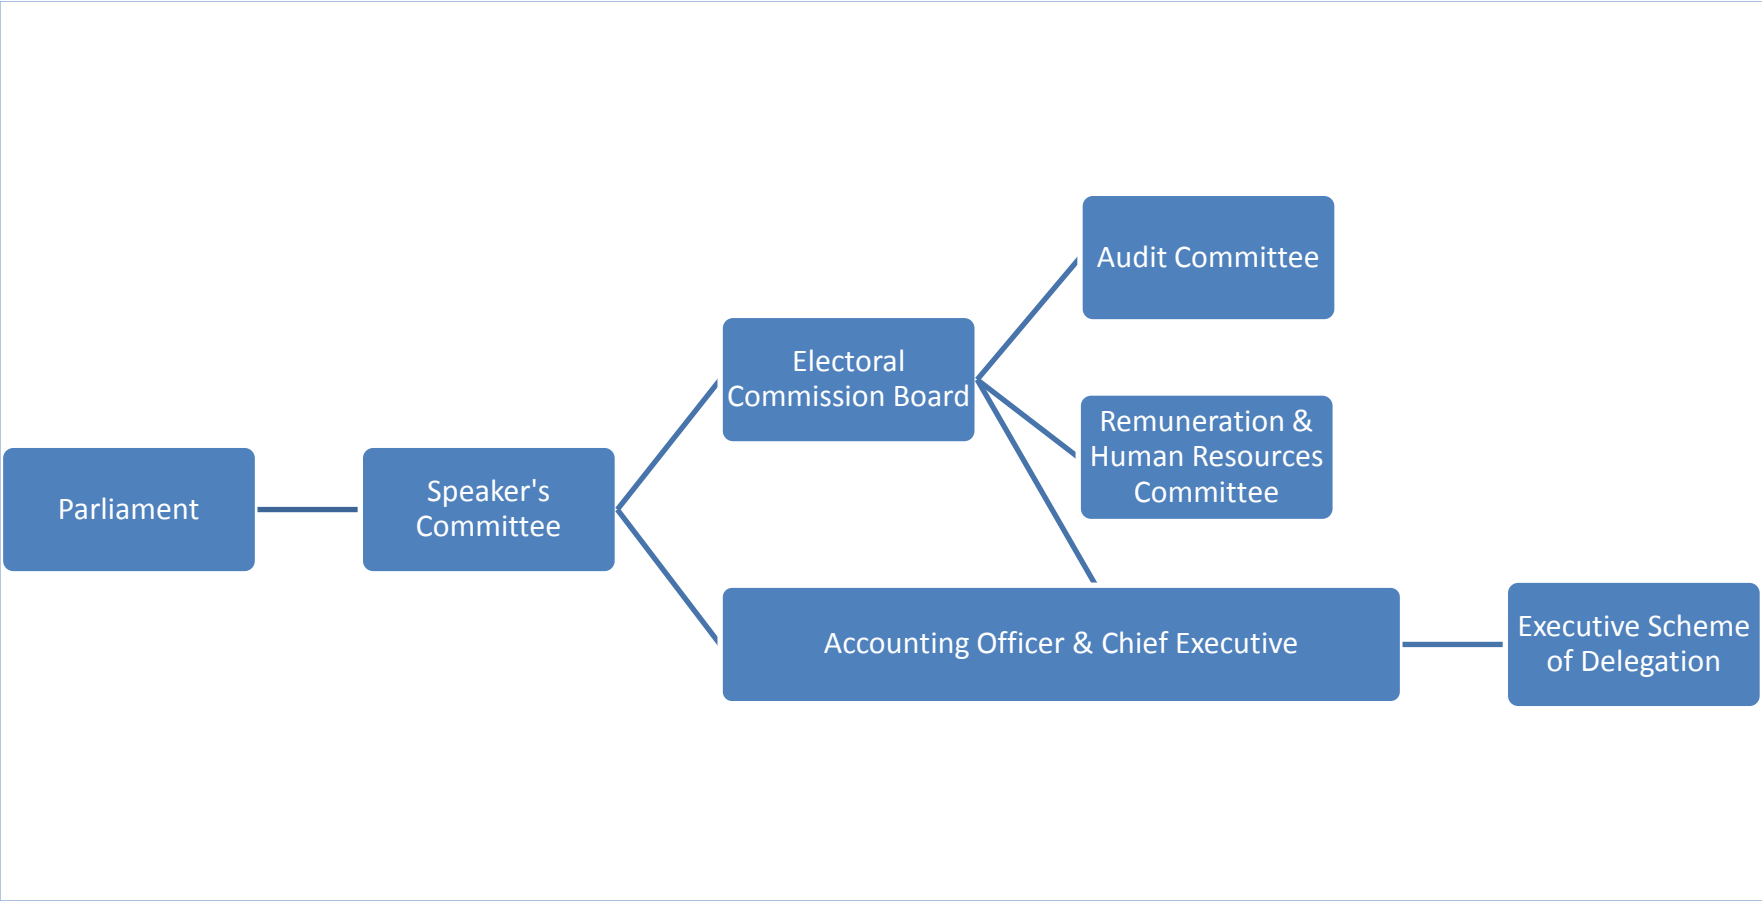 Parliament
Speaker's
Committee
Electoral
Commission Board
Audit Committee
Remuneration &
Human Resources
Committee
Accounting Officer & Chief Executive
Executive Scheme
of Delegation